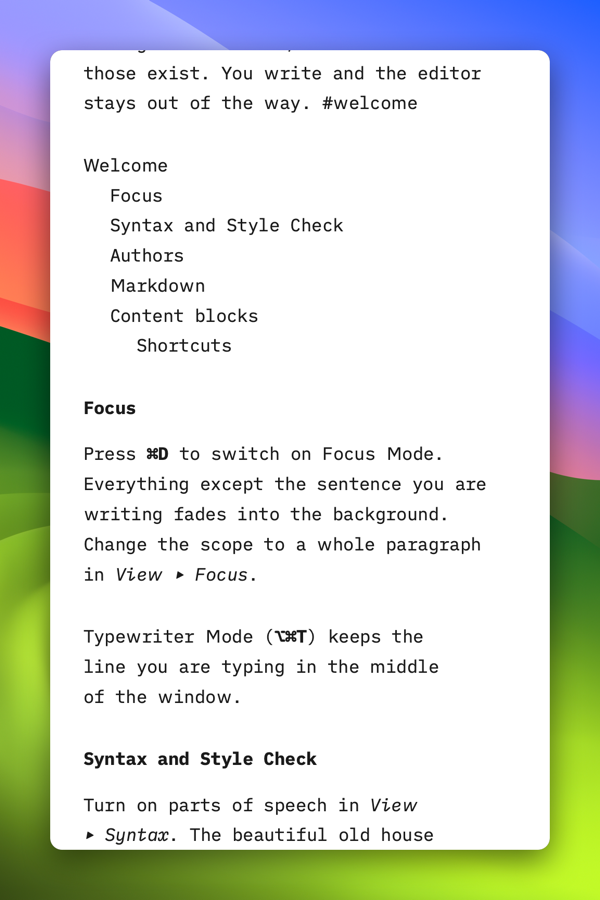 those exist. You write and the editor
stays out of the way. #welcome
Welcome
Focus
Syntax and Style Check
Authors
Markdown
Content blocks
Shortcuts
Focus
Press ⌘D to switch on Focus Mode.
Everything except the sentence you are
writing fades into the background.
Change the scope to a whole paragraph
in View ▸ Focus.
Typewriter Mode (⌥⌘T) keeps the
line you are typing in the middle
of the window.
Syntax and Style Check
Turn on parts of speech in View
▸ Syntax. The beautiful old house